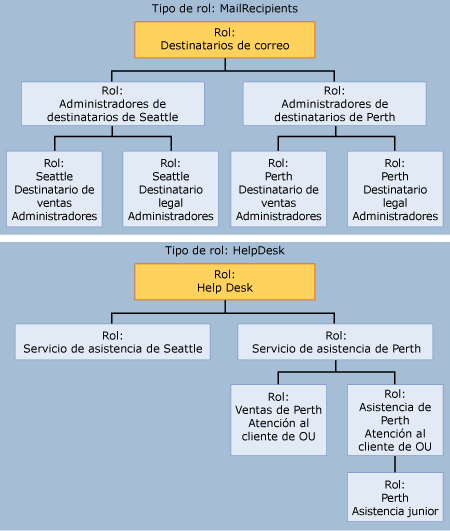 Tipo de rol: MailRecipients
Rol:
Destinatarios de correo
Rol:
Administradores de
destinatarios de Seattle
Rol:
Administradores de
destinatarios de Perth
Rol:
Seattle
Destinatario de
ventas
Administradores
Rol:
Seattle
Destinatario
legal
Administradores
Rol:
Perth
Destinatario de
ventas
Administradores
Rol:
Perth
Destinatario
legal
Administradores
Tipo de rol: HelpDesk
Rol:
Help Desk
Rol:
Servicio de asistencia de Seattle
Rol:
Servicio de asistencia de Perth
Rol:
Ventas de Perth
Atención al
cliente de OU
Rol:
Asistencia de
Perth
Atención al
cliente de OU
Rol:
Perth
Asistencia junior